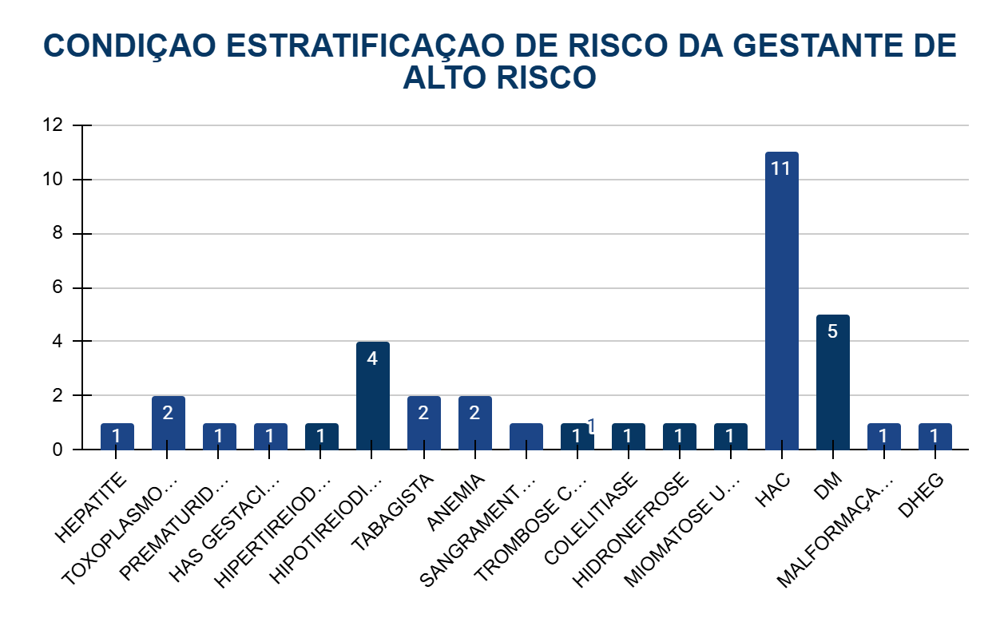 CONDIÇAO ESTRATIFICAÇAO DE RISCO DA GESTANTE DE
ALTO RISCO
12
10
8
6
4
2
0
1
2
1
1
1
4
2
2
1
1
1
1
1
11
5
1
1
HEPATITE
TOXOPLASMO...
PREMATURID...
HAS GESTACI...
HIPERTIREIOD...
HIPOTIREIODI...
TABAGISTA
ANEMIA
SANGRAMENT...
TROMBOSE C...
COLELITIASE
HIDRONEFROSE
MIOMATOSE U...
HAC
DM
MALFORMAÇA...
DHEG